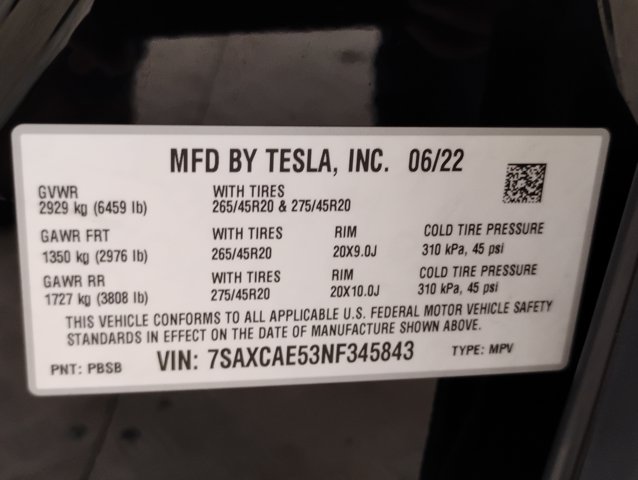 MFD BY TESLA, INC. 06/22
GVWR WITH TIRES
2929 kg (6459 lb) 265/45R20 & 275/45R20
GAWR FRT WITH TIRES RIM COLD TIRE PRESSURE
1350 kg (2976 lb) 265/45R20 20X9.0J 310 kPa, 45 psi
GAWR RR WITH TIRES RIM COLD TIRE PRESSURE
1727 kg (3808 lb) 275/45R20 20X10.0J 310 kPa, 45 psi
THIS VEHICLE CONFORMS TO ALL APPLICABLE U.S. FEDERAL MOTOR VEHICLE SAFETY
STANDARDS IN EFFECT ON THE DATE OF MANUFACTURE SHOWN ABOVE.
PNT: PBSB VIN: 7SAXCAE53NF345843 TYPE: MPV